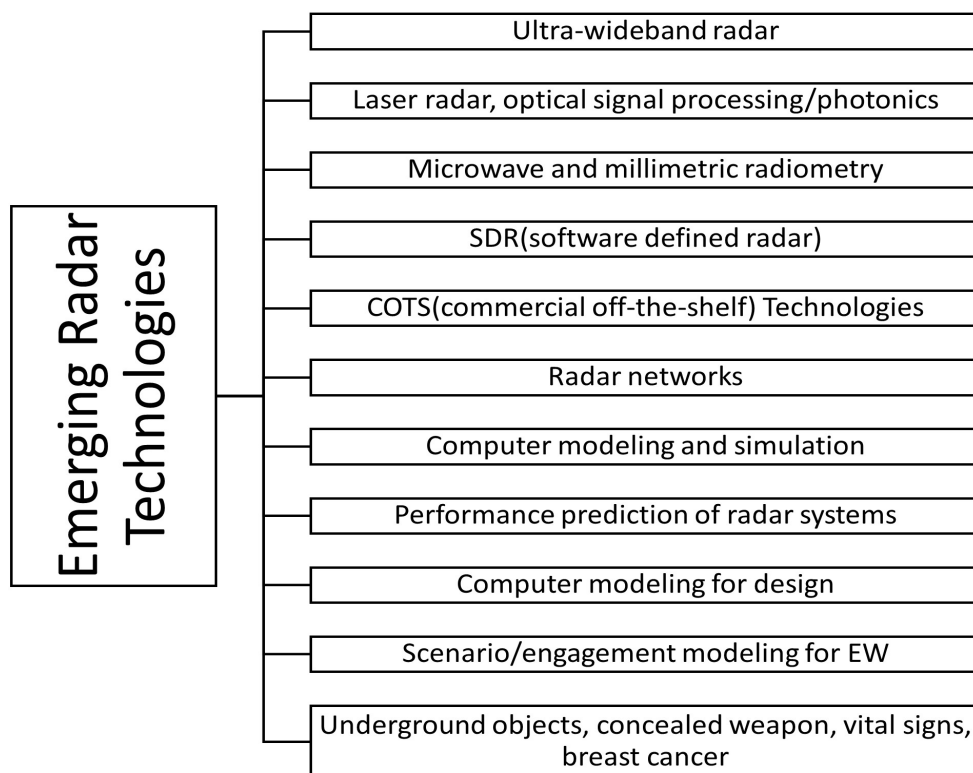 Emerging Radar
Technologies
Ultra-wideband radar
Laser radar, optical signal processing/photonics
Microwave and millimetric radiometry
SDR(software defined radar)
COTS(commercial off-the-shelf) Technologies
Radar networks
Computer modeling and simulation
Performance prediction of radar systems
Computer modeling for design
Scenario/engagement modeling for EW
Underground objects, concealed weapon, vital signs,
breast cancer